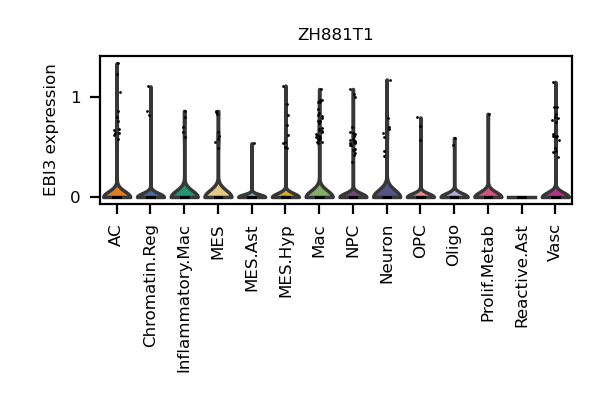 ZH881T1
EBI3 expression
1
0
AC
Chromatin.Reg
Inflammatory.Mac
MES
MES.Ast
MES.Hyp
Mac
NPC
Neuron
OPC
Oligo
Prolif.Metab
Reactive.Ast
Vasc